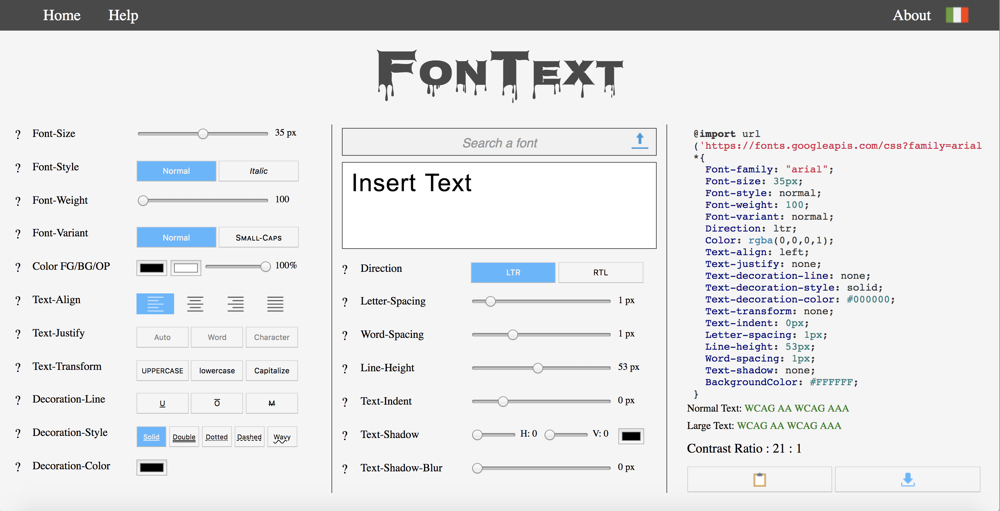 Home Help About
FonText
? Font-Size 35 px
? Font-Style Normal Italic
? Font-Weight 100
? Font-Variant Normal Small-Caps
? Color FG/BG/OP 100%
? Text-Align
? Text-Justify Auto Word Character
? Text-Transform UPPERCASE lowercase Capitalize
? Decoration-Line U O M
? Decoration-Style Solid Double Dotted Dashed Wavy
? Decoration-Color
Search a font
Insert Text
? Direction LTR RTL
? Letter-Spacing 1 px
? Word-Spacing 1 px
? Line-Height 53 px
? Text-Indent 0 px
? Text-Shadow H: 0 V: 0
? Text-Shadow-Blur 0 px
@import url
('https://fonts.googleapis.com/css?family=arial
*{
Font-family: "arial";
Font-size: 35px;
Font-style: normal;
Font-weight: 100;
Font-variant: normal;
Direction: ltr;
Color: rgba(0,0,0,1);
Text-align: left;
Text-justify: none;
Text-decoration-line: none;
Text-decoration-style: solid;
Text-decoration-color: #000000;
Text-transform: none;
Text-indent: 0px;
Letter-spacing: 1px;
Line-height: 53px;
Word-spacing: 1px;
Text-shadow: none;
BackgroundColor: #FFFFFF;
}
Normal Text: WCAG AA WCAG AAA
Large Text: WCAG AA WCAG AAA
Contrast Ratio : 21 : 1